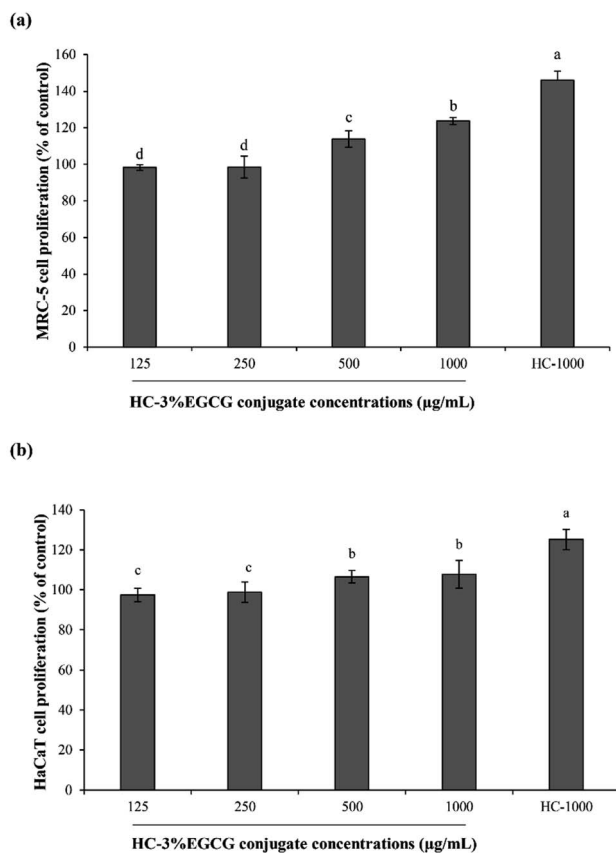 (a)
160
140
120
100
80
60
40
20
0
MRC-5 cell proliferation (% of control)
d
d
c
b
a
125 250 500 1000 HC-1000
HC-3%EGCG conjugate concentrations (µg/mL)
(b)
140
120
100
80
60
40
20
0
HaCaT cell proliferation (% of control)
c
c
b
b
a
125 250 500 1000 HC-1000
HC-3%EGCG conjugate concentrations (µg/mL)